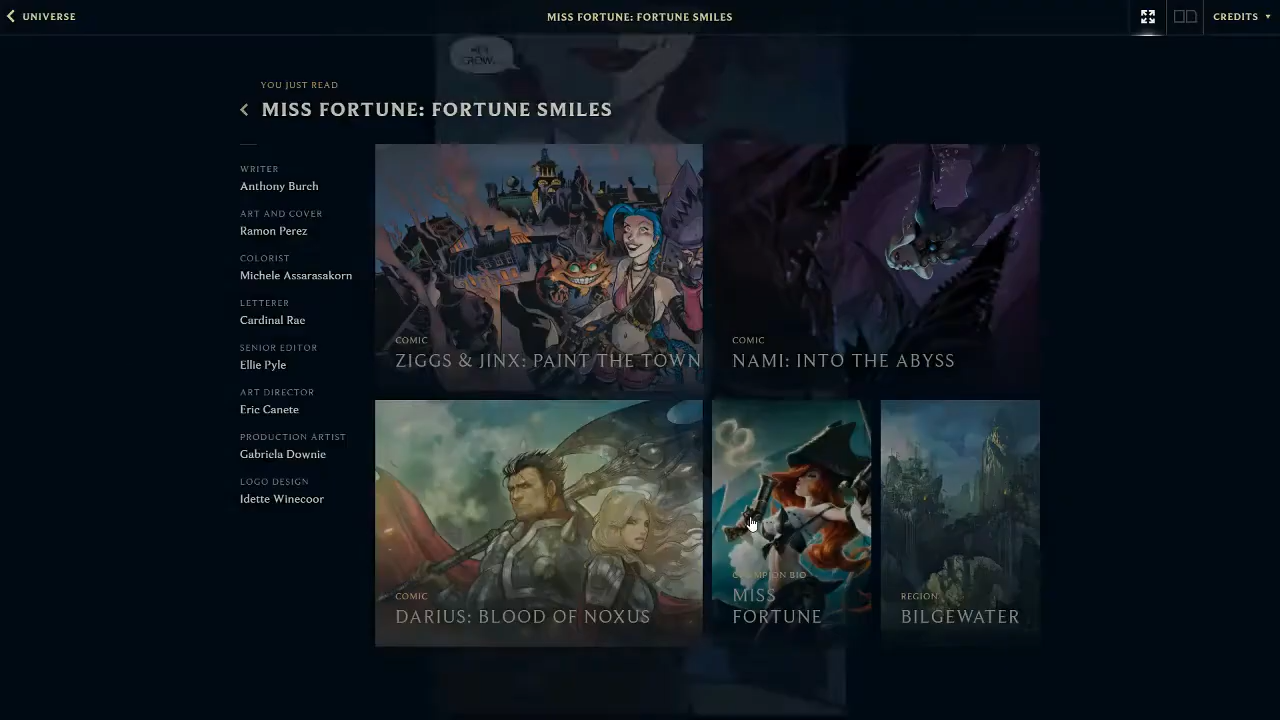 UNIVERSE
MISS FORTUNE: FORTUNE SMILES
CREDITS
CROW.
YOU JUST READ
MISS FORTUNE: FORTUNE SMILES
WRITER
Anthony Burch
ART AND COVER
Ramon Perez
COLORIST
Michele Assarasakorn
LETTERER
Cardinal Rae
SENIOR EDITOR
Ellie Pyle
ART DIRECTOR
Eric Canete
PRODUCTION ARTIST
Gabriela Downie
LOGO DESIGN
Idette Winecoor
COMIC
ZIGGS & JINX: PAINT THE TOWN
COMIC
NAMI: INTO THE ABYSS
COMIC
DARIUS: BLOOD OF NOXUS
CHAMPION BIO
MISS
FORTUNE
REGION
BILGEWATER